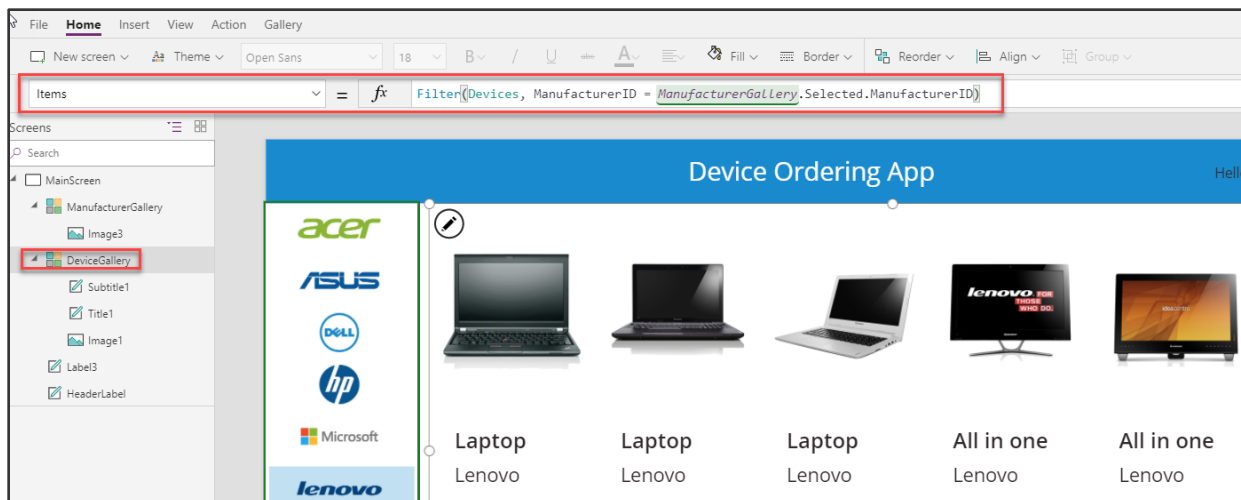 File Home Insert View Action Gallery
New screen Theme Open Sans 18 B / U abc A Fill Border Reorder Align Group
Items = fx Filter(Devices, ManufacturerID = ManufacturerGallery.Selected.ManufacturerID)
Screens
Search
MainScreen
ManufacturerGallery
Image3
DeviceGallery
Subtitle1
Title1
Image1
Label3
HeaderLabel
Device Ordering App
Hello
acer
ASUS
DELL
hp
Microsoft
lenovo
lenovo FOR
THOSE
WHO DO.
ideacentre
Laptop Laptop Laptop All in one All in one
Lenovo Lenovo Lenovo Lenovo Lenovo